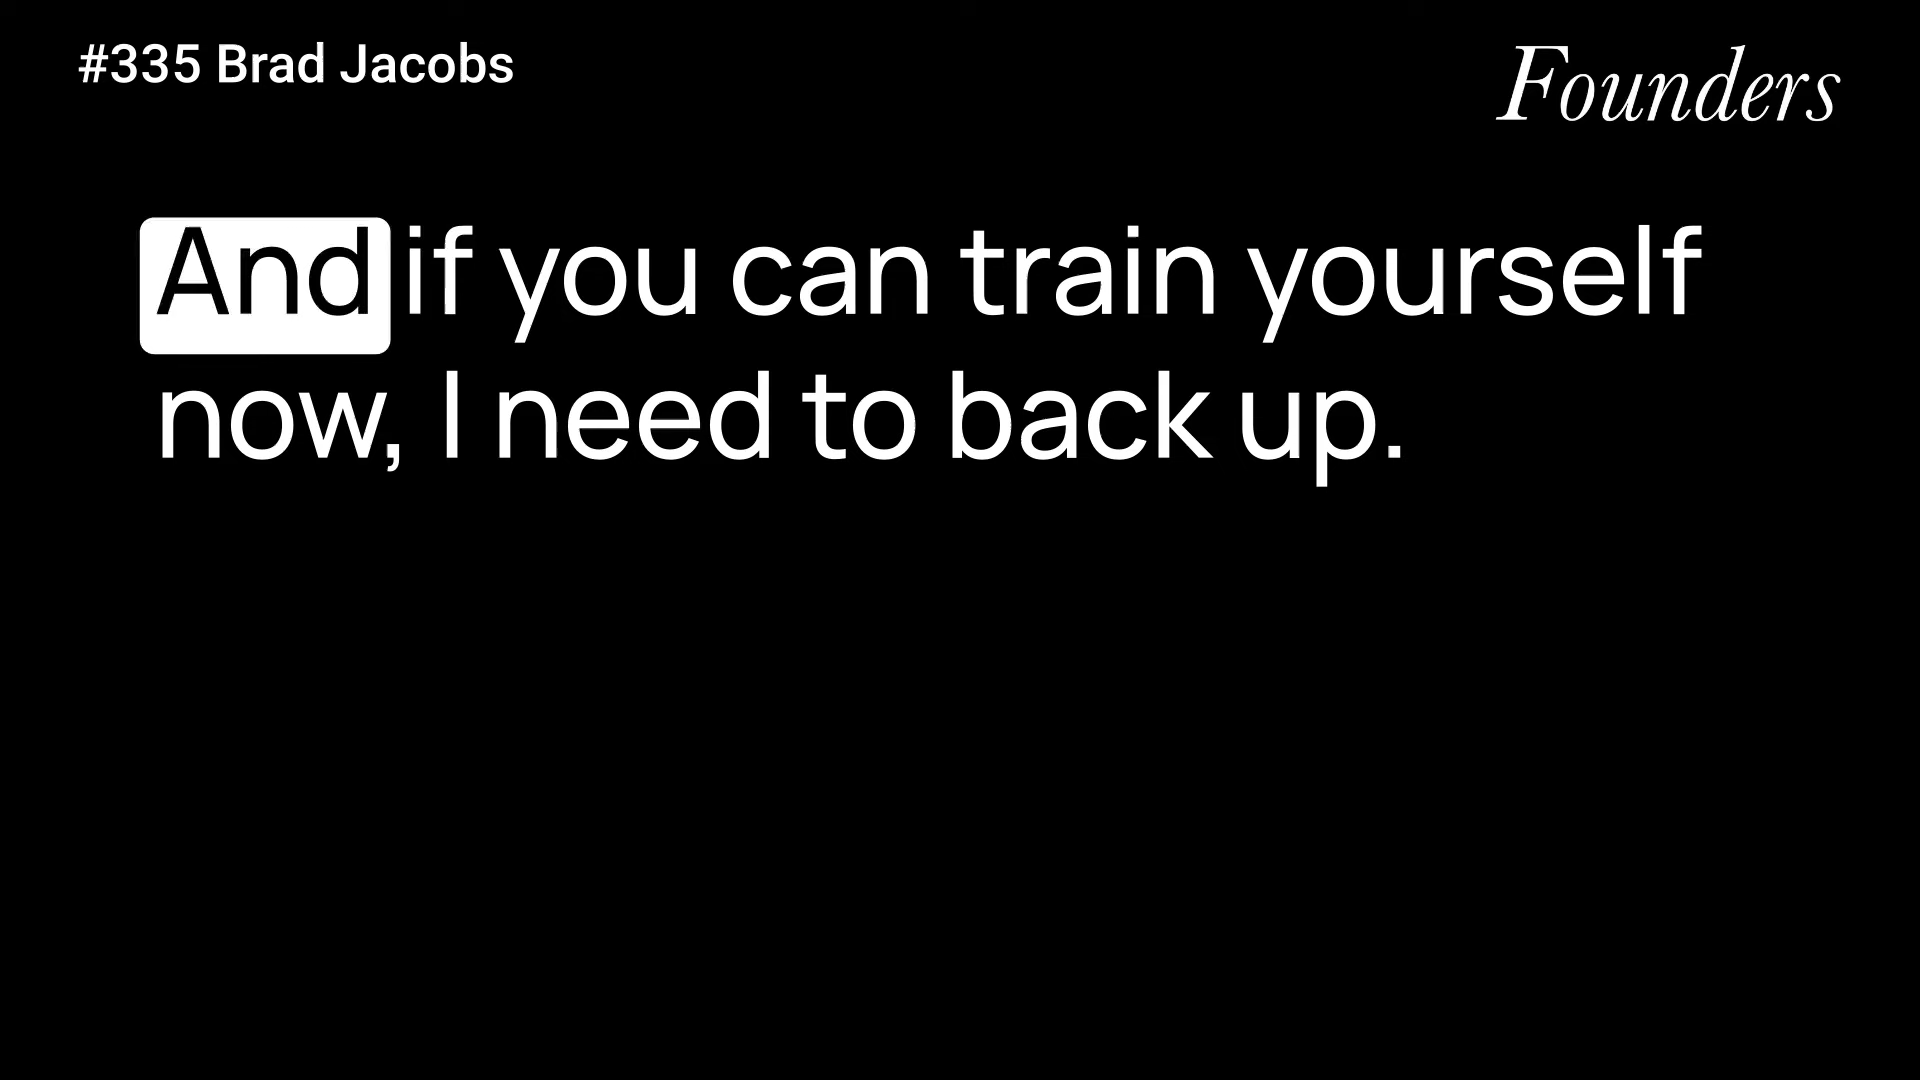 #335 Brad Jacobs
Founders
And if you can train yourself
now, I need to back up.